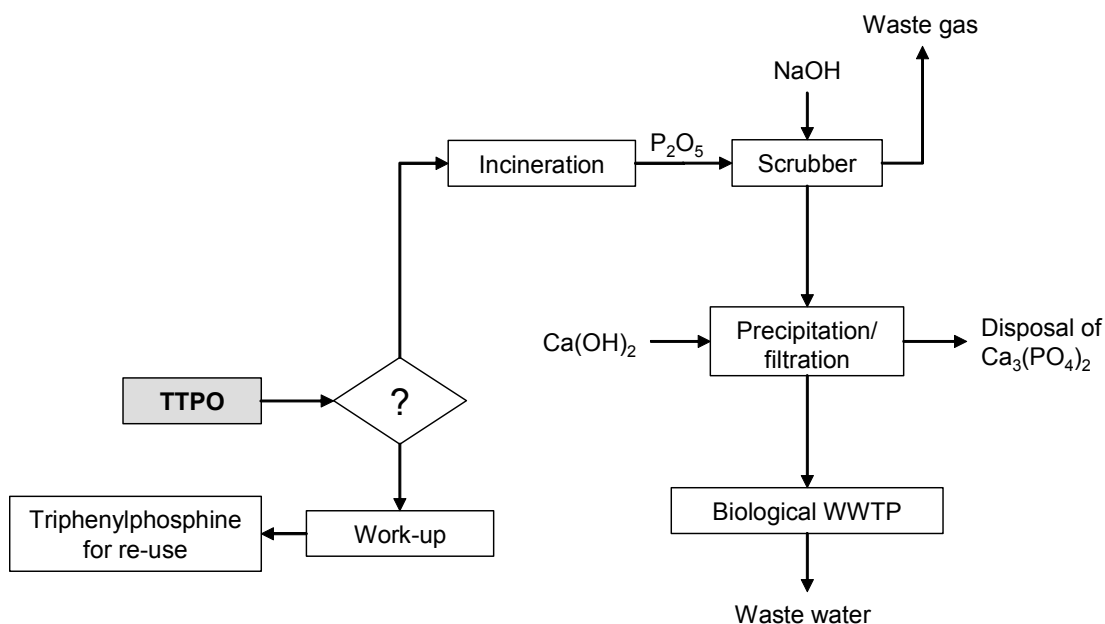 Waste gas
NaOH
P₂O₅
Incineration
Scrubber
Ca(OH)₂
Precipitation/
filtration
Disposal of
Ca₃(PO₄)₂
TTPO
?
Triphenylphosphine
for re-use
Work-up
Biological WWTP
Waste water